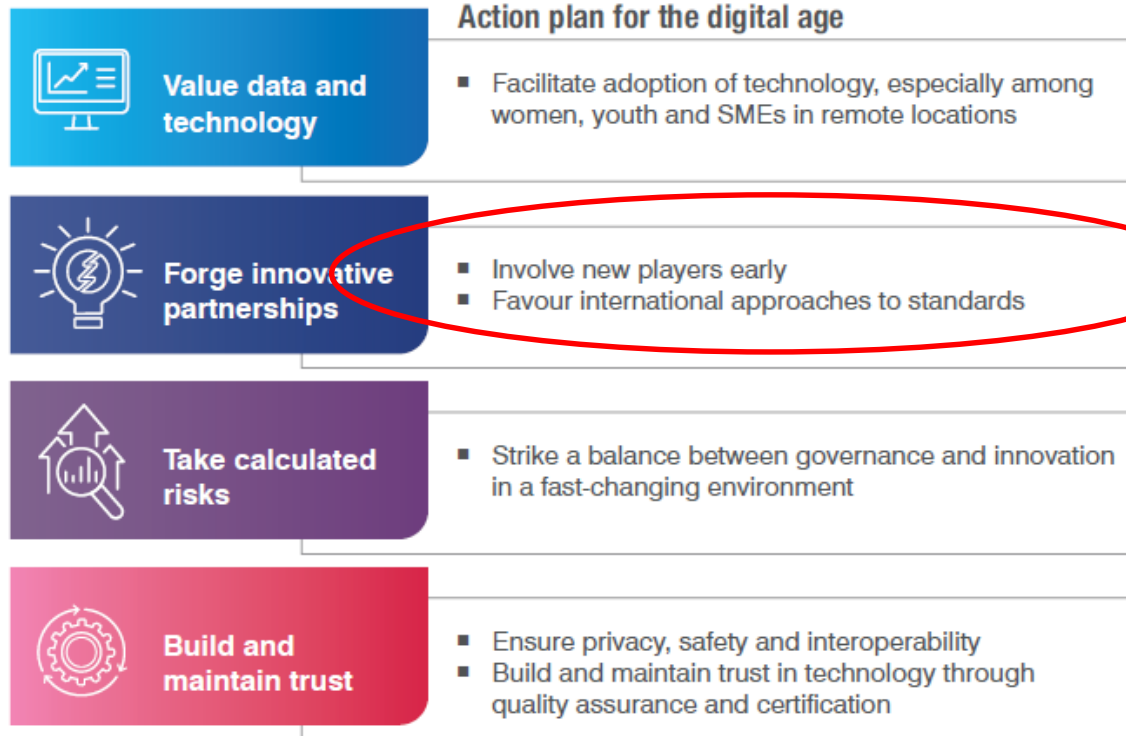 Action plan for the digital age
Value data and
technology
■ Facilitate adoption of technology, especially among
women, youth and SMEs in remote locations
Forge innovative
partnerships
■ Involve new players early
■ Favour international approaches to standards
Take calculated
risks
■ Strike a balance between governance and innovation
in a fast-changing environment
Build and
maintain trust
■ Ensure privacy, safety and interoperability
■ Build and maintain trust in technology through
quality assurance and certification